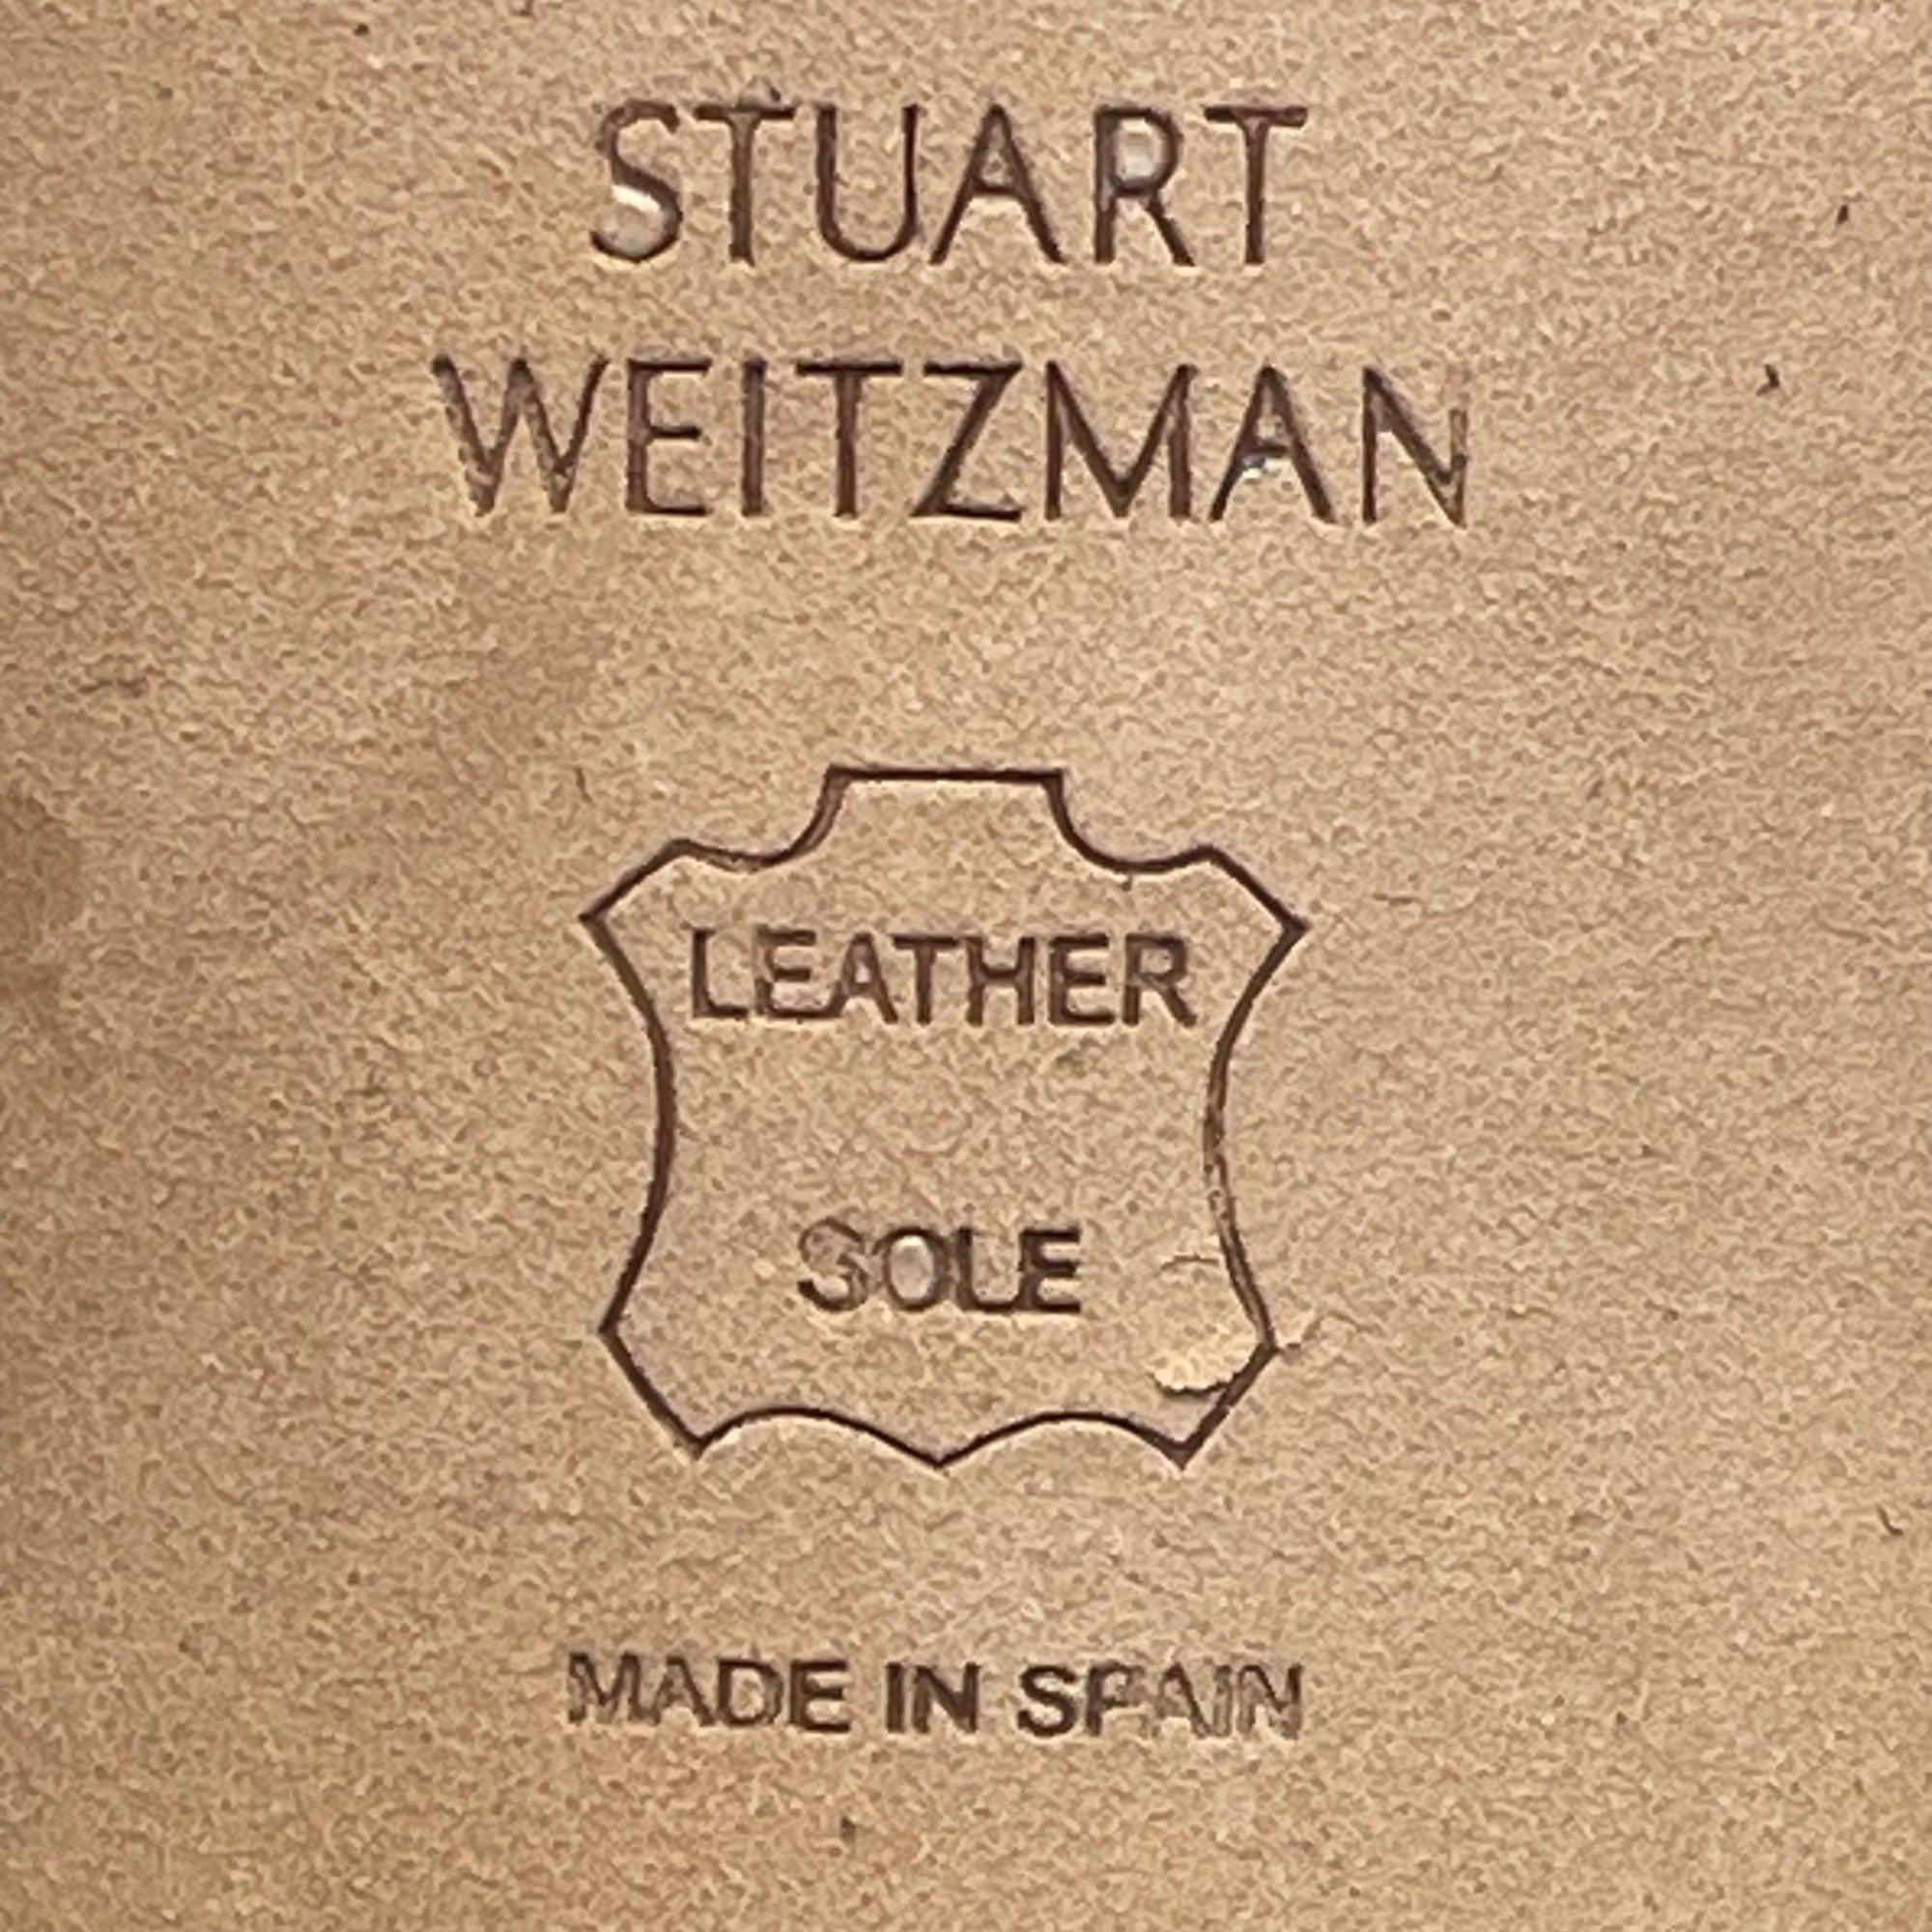 STUART
WEITZMAN
LEATHER
SOLE
MADE IN SPAIN